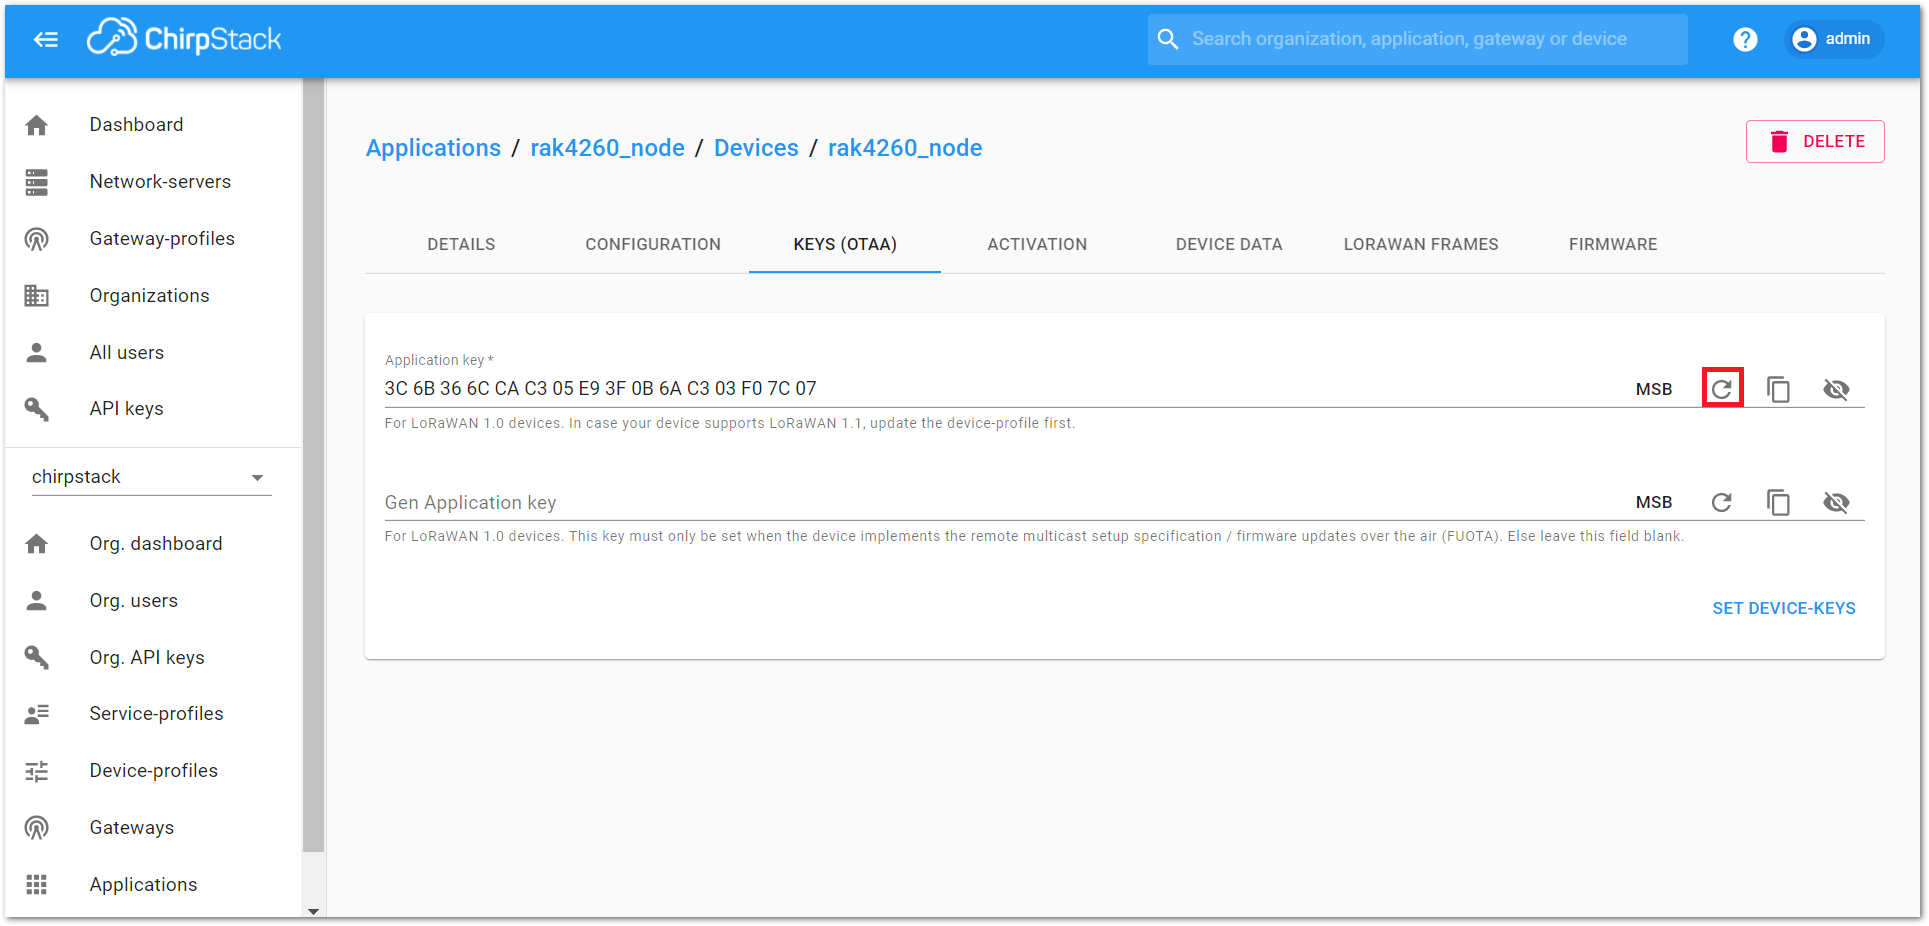 ChirpStack
Search organization, application, gateway or device
?
admin
Dashboard
Network-servers
Gateway-profiles
Organizations
All users
API keys
chirpstack
Org. dashboard
Org. users
Org. API keys
Service-profiles
Device-profiles
Gateways
Applications
Applications / rak4260_node / Devices / rak4260_node
DELETE
DETAILS CONFIGURATION KEYS (OTAA) ACTIVATION DEVICE DATA LORAWAN FRAMES FIRMWARE
Application key *
3C 6B 36 6C CA C3 05 E9 3F 0B 6A C3 03 F0 7C 07 MSB
For LoRaWAN 1.0 devices. In case your device supports LoRaWAN 1.1, update the device-profile first.
Gen Application key MSB
For LoRaWAN 1.0 devices. This key must only be set when the device implements the remote multicast setup specification / firmware updates over the air (FUOTA). Else leave this field blank.
SET DEVICE-KEYS